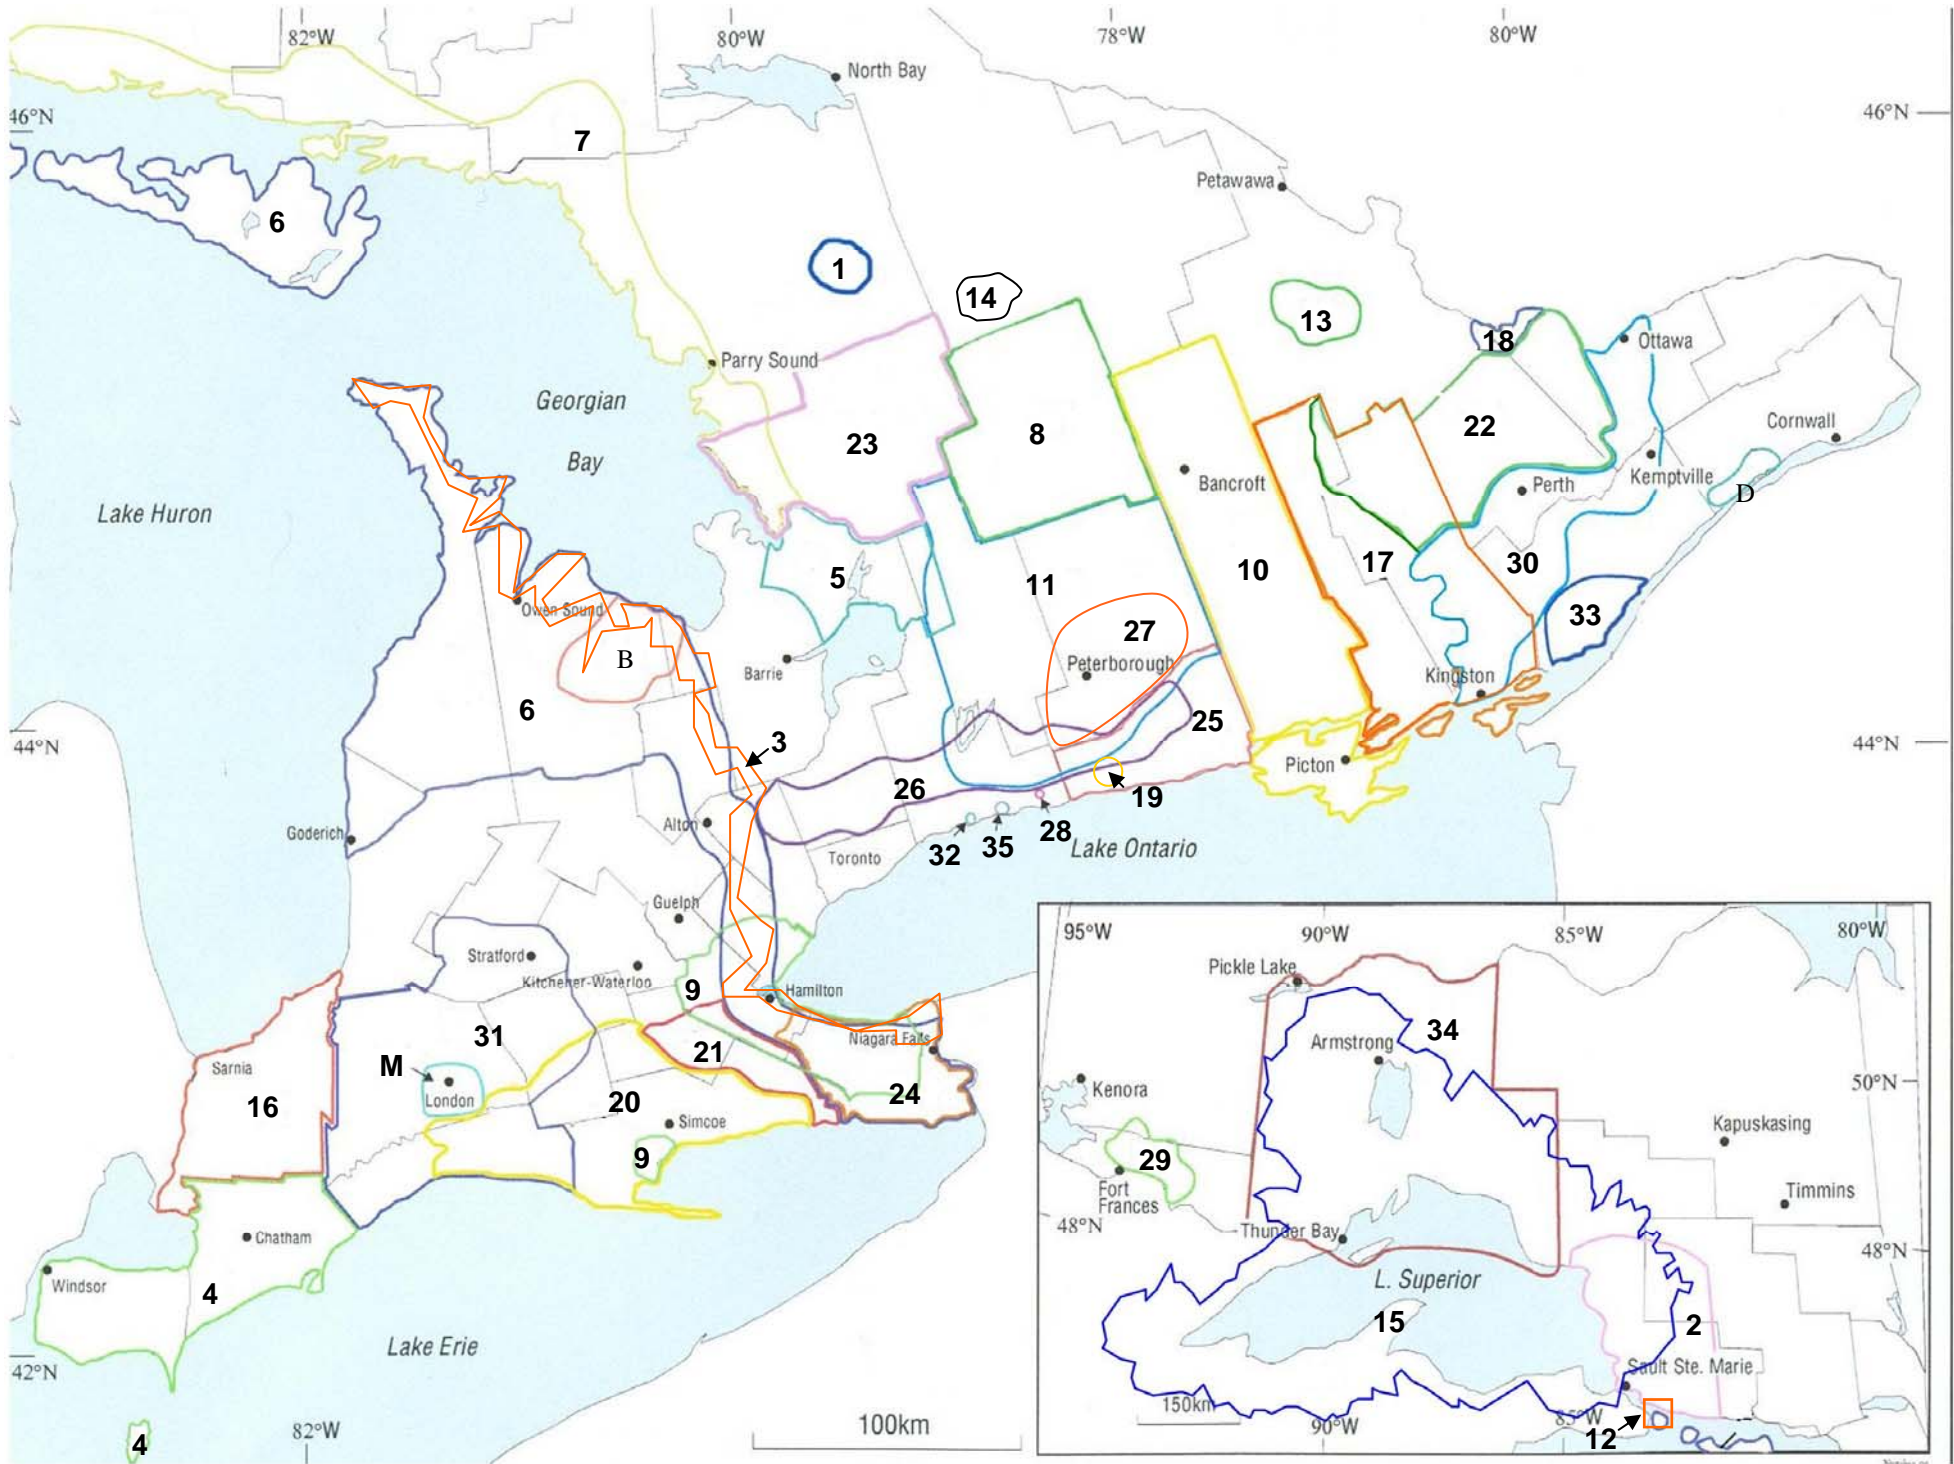 82°W
80°W
78°W
80°W
North Bay
46°N
46°N
7
Petawawa
6
1
14
13
18
Ottawa
Parry Sound
Georgian
Bay
23
8
22
Cornwall
Kemptville
Bancroft
Perth
D
Lake Huron
5
11
10
17
30
33
Owen Sound
27
B
Barrie
Peterborough
Kingston
6
25
3
44°N
44°N
Picton
26
19
Goderich
Alton
28
35
32
Toronto
Lake Ontario
Guelph
Stratford
Kitchener-Waterloo
9
Hamilton
Niagara Falls
31
21
Sarnia
M
London
16
20
24
Simcoe
9
Chatham
Windsor
4
Lake Erie
42°N
82°W
4
100km
95°W
90°W
85°W
80°W
Pickle Lake
Armstrong
34
Kenora
50°N
Kapuskasing
29
Fort
Frances
Timmins
48°N
Thunder Bay
48°N
L. Superior
15
2
Sault Ste. Marie
150km
90°W
85°W
12